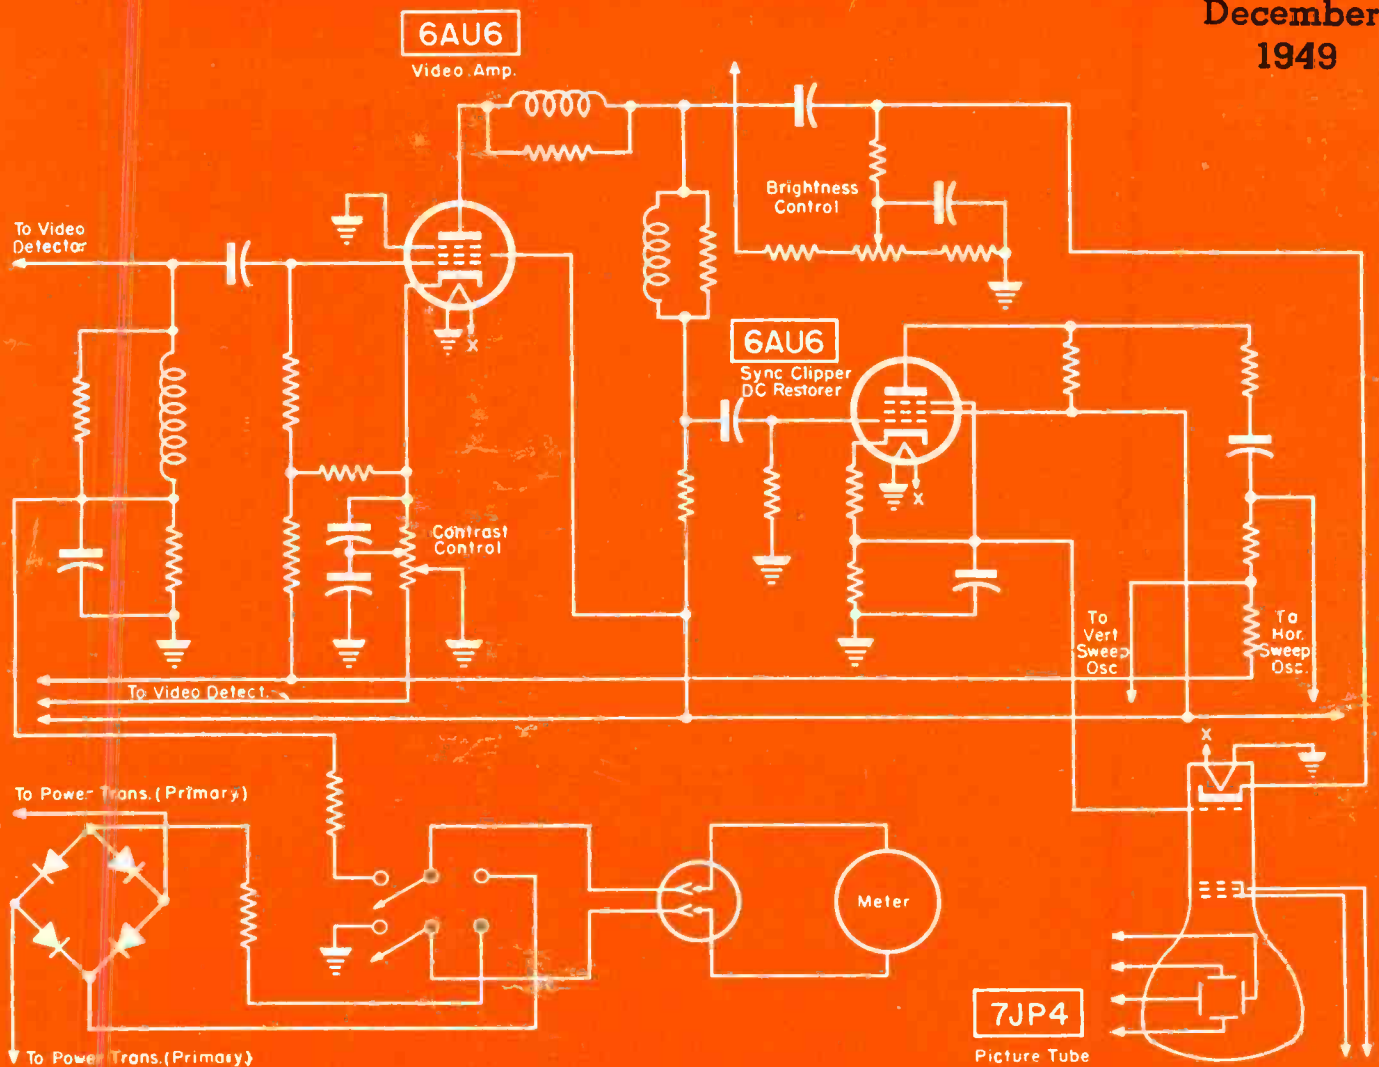 December
1949
6AU6
Video Amp.
Brightness
Control
To Video
Detector
X
6AU6
Sync Clipper
DC Restorer
X
Contrast
Control
To
Vert
Sweep
Osc
To
Hor.
Sweep
Osc.
To Video Detect.
X
To Power Trans. (Primary)
Meter
7JP4
Picture Tube
To Power Trans. (Primary)